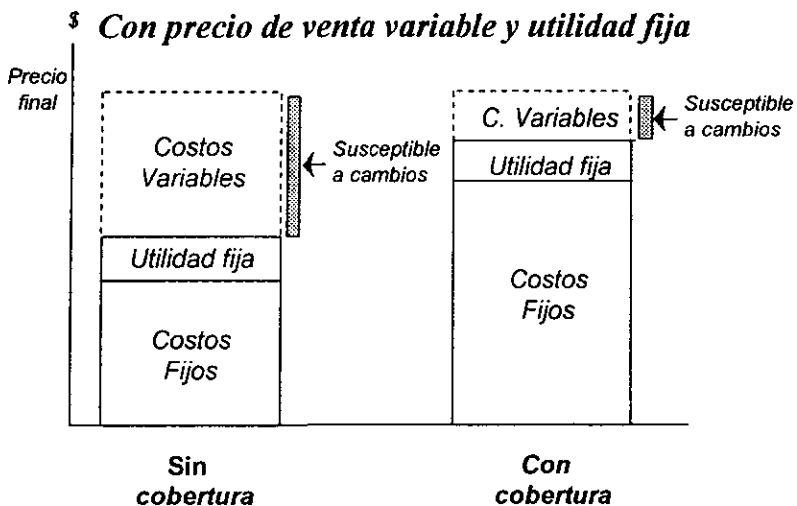 $ Con precio de venta variable y utilidad fija
Precio
final
Costos
Variables
Susceptible
a cambios
Utilidad fija
Costos
Fijos
C. Variables
Susceptible
a cambios
Utilidad fija
Costos
Fijos
Sin
cobertura
Con
cobertura